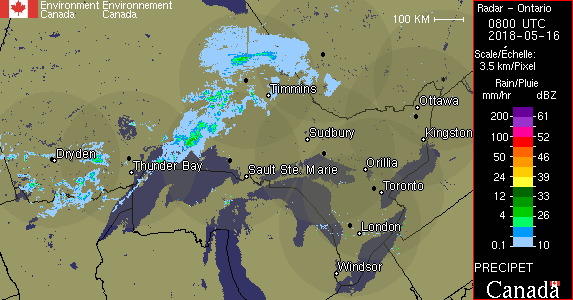 Environment Environnement
Canada Canada
100 KM
Timmins
Ottawa
Sudbury
Kingston
Dryden
Thunder Bay
Sault Ste. Marie
Orillia
Toronto
London
Windsor
Radar - Ontario
0800 UTC
2018-05-16
Scale/Échelle:
3.5 km/Pixel
Rain/Pluie
mm/hr dBZ
200 61
100 52
50 46
24 39
12 33
4 26
0.1 10
PRECIPET
Canada